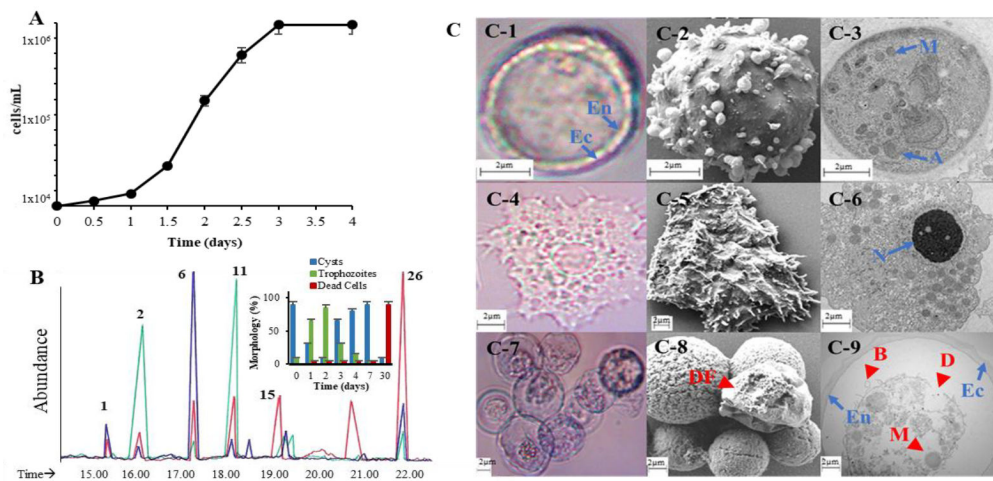 A
cells/mL
1x10⁶
1x10⁵
1x10⁴
0 0.5 1 1.5 2 2.5 3 3.5 4
Time (days)
B
Abundance
1
2
6
11
15
26
Cysts
Trophozoites
Dead Cells
Morphology (%)
100
50
0
0 1 2 3 4 7 30
Time (days)
Time→ 15.00 16.00 17.00 18.00 19.00 20.00 21.00 22.00
C
C-1
En
Ec
2µm
C-2
2µm
C-3
M
A
2µm
C-4
2µm
C-5
2µm
C-6
N
2µm
C-7
2µm
C-8
DF
2µm
C-9
B
D
Ec
En
M
2µm